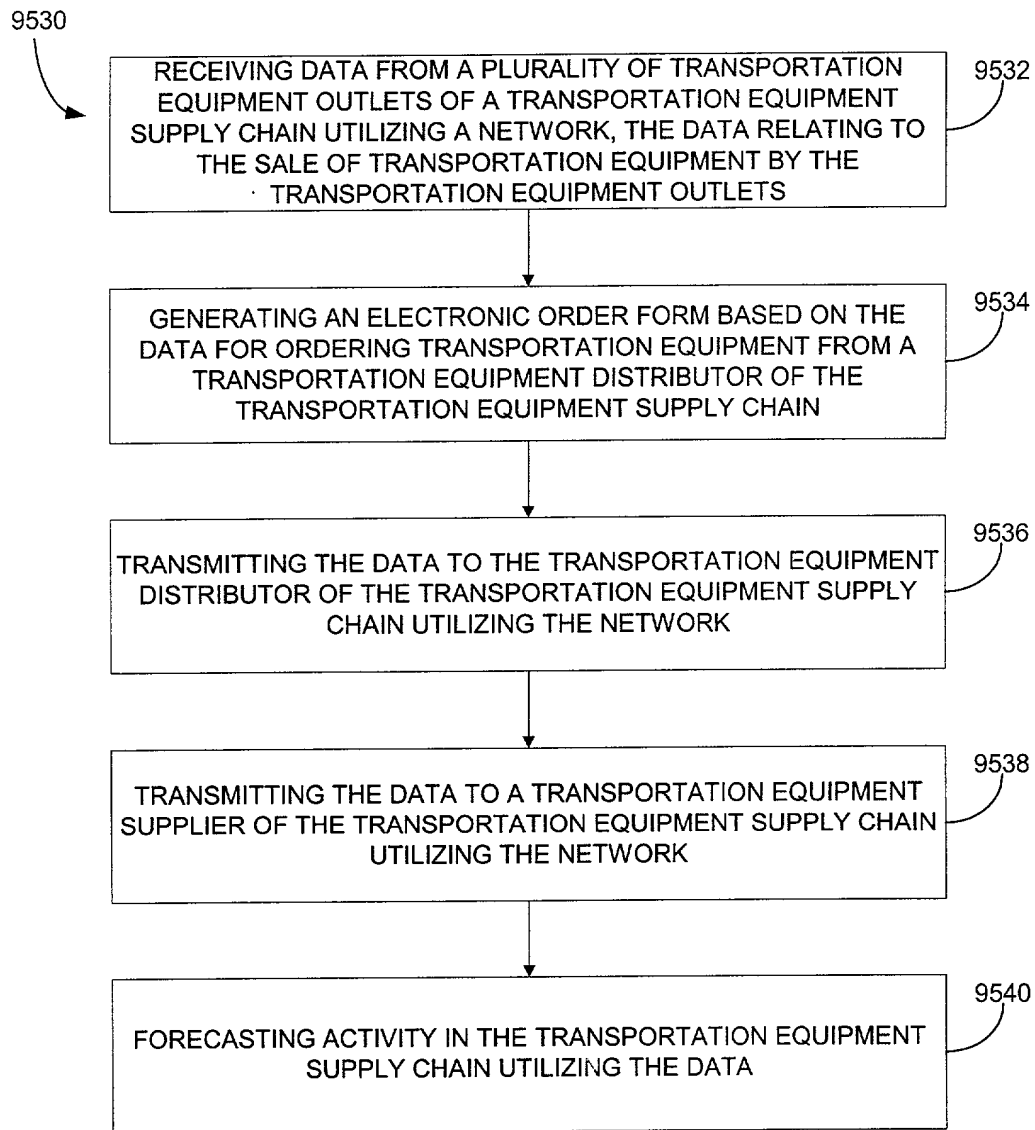 9530
RECEIVING DATA FROM A PLURALITY OF TRANSPORTATION
EQUIPMENT OUTLETS OF A TRANSPORTATION EQUIPMENT
SUPPLY CHAIN UTILIZING A NETWORK, THE DATA RELATING TO
THE SALE OF TRANSPORTATION EQUIPMENT BY THE
TRANSPORTATION EQUIPMENT OUTLETS
9532
GENERATING AN ELECTRONIC ORDER FORM BASED ON THE
DATA FOR ORDERING TRANSPORTATION EQUIPMENT FROM A
TRANSPORTATION EQUIPMENT DISTRIBUTOR OF THE
TRANSPORTATION EQUIPMENT SUPPLY CHAIN
9534
TRANSMITTING THE DATA TO THE TRANSPORTATION EQUIPMENT
DISTRIBUTOR OF THE TRANSPORTATION EQUIPMENT SUPPLY
CHAIN UTILIZING THE NETWORK
9536
TRANSMITTING THE DATA TO A TRANSPORTATION EQUIPMENT
SUPPLIER OF THE TRANSPORTATION EQUIPMENT SUPPLY CHAIN
UTILIZING THE NETWORK
9538
FORECASTING ACTIVITY IN THE TRANSPORTATION EQUIPMENT
SUPPLY CHAIN UTILIZING THE DATA
9540